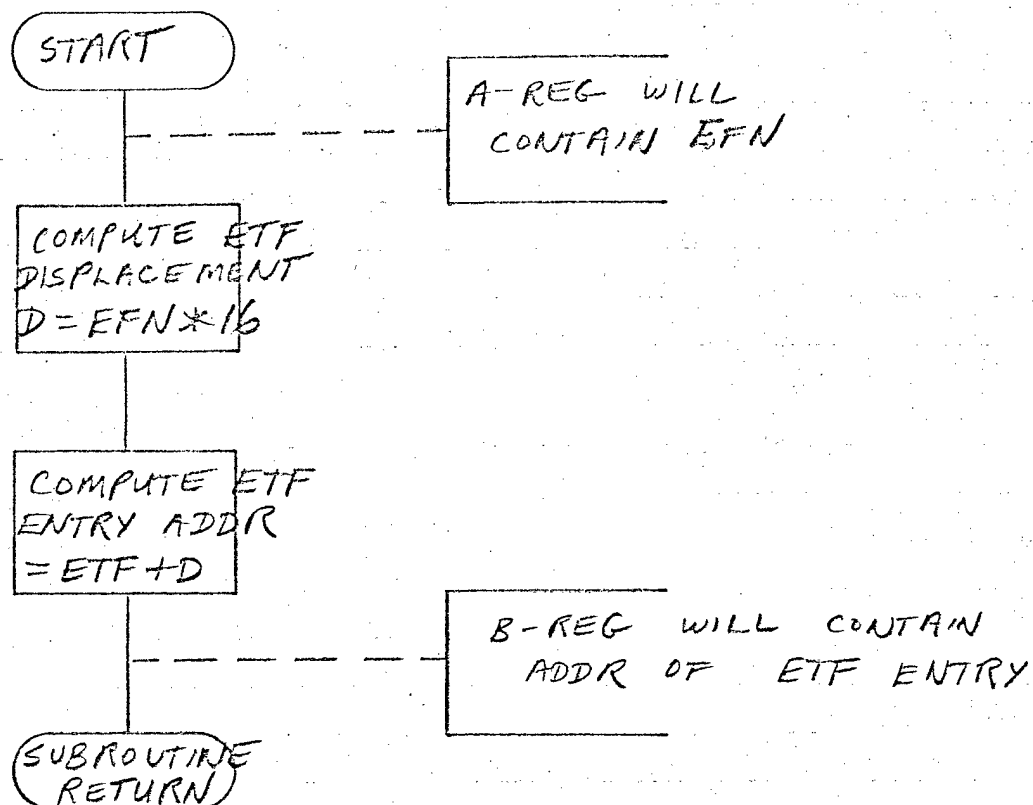 START
A-REG WILL
CONTAIN EFN
COMPUTE ETF
DISPLACEMENT
D=EFN*16
COMPUTE ETF
ENTRY ADDR
=ETF+D
B-REG WILL CONTAIN
ADDR OF ETF ENTRY
SUBROUTINE
RETURN